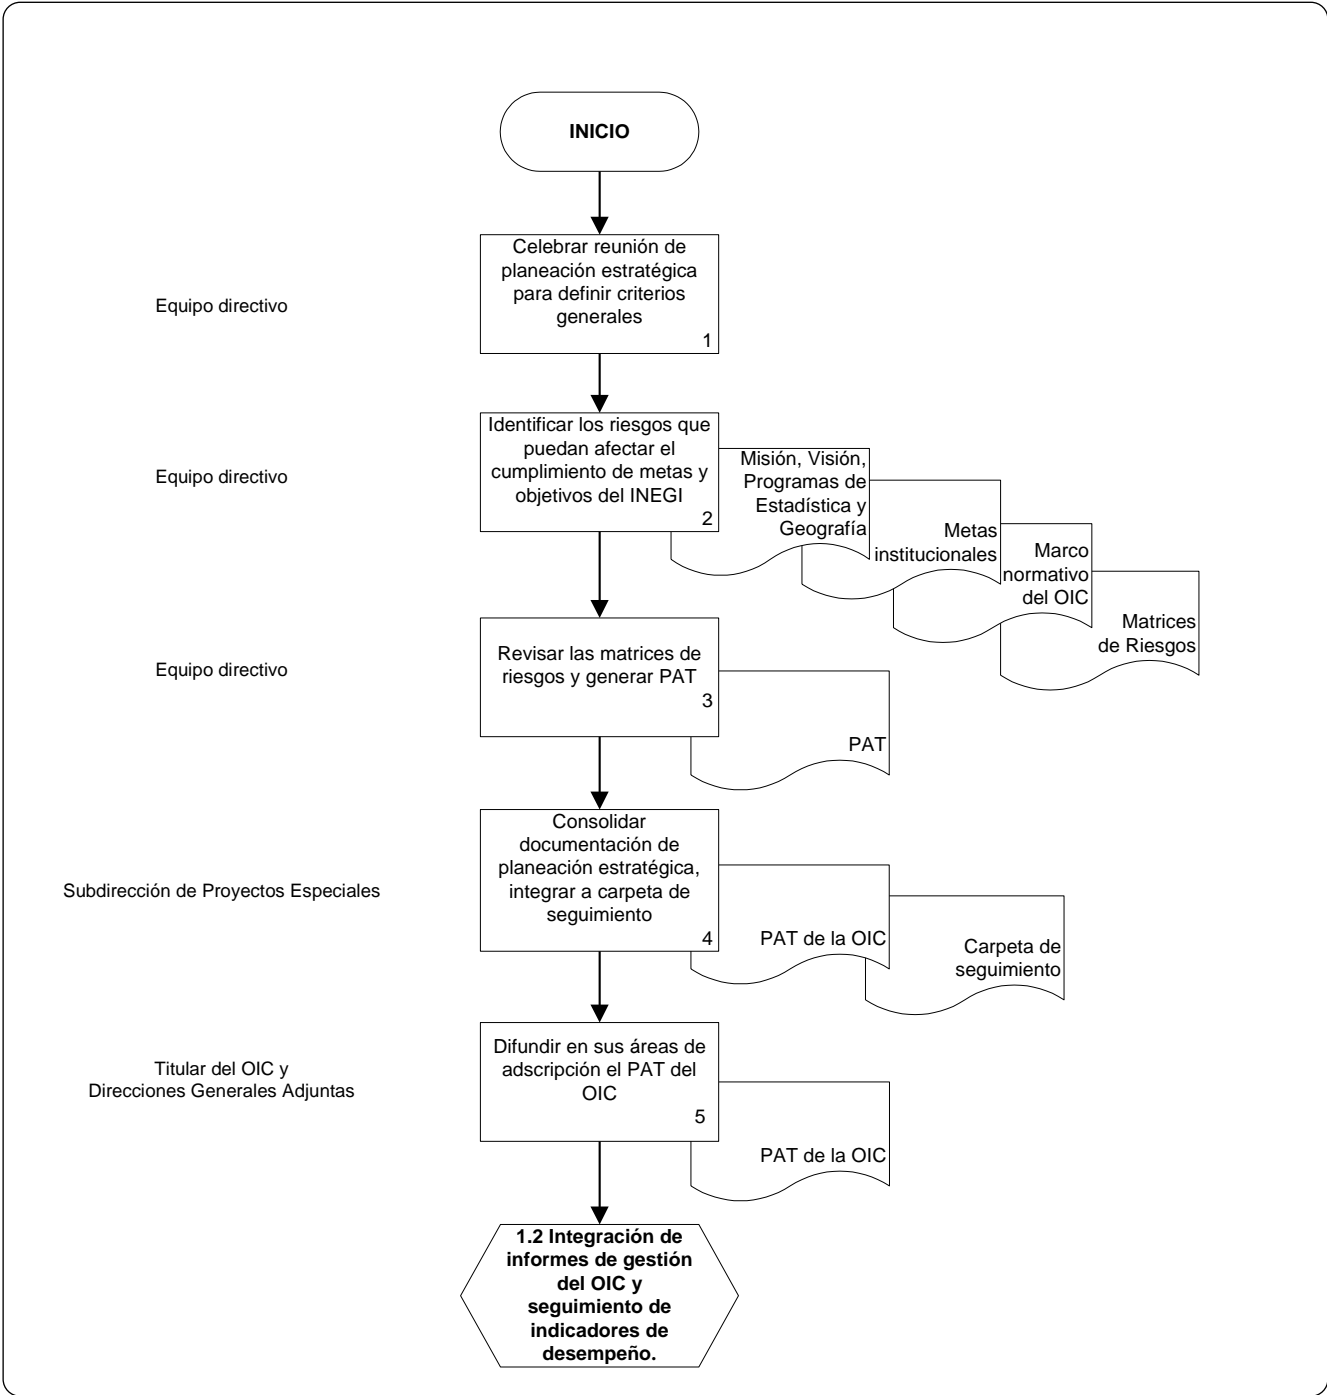 INICIO
Equipo directivo
Celebrar reunión de
planeación estratégica
para definir criterios
generales
1
Equipo directivo
Identificar los riesgos que
puedan afectar el
cumplimiento de metas y
objetivos del INEGI
2
Misión, Visión,
Programas de
Estadística y
Geografía
Metas
institucionales
Marco
normativo
del OIC
Matrices
de Riesgos
Equipo directivo
Revisar las matrices de
riesgos y generar PAT
3
PAT
Subdirección de Proyectos Especiales
Consolidar
documentación de
planeación estratégica,
integrar a carpeta de
seguimiento
4
PAT de la OIC
Carpeta de
seguimiento
Titular del OIC y
Direcciones Generales Adjuntas
Difundir en sus áreas de
adscripción el PAT del
OIC
5
PAT de la OIC
1.2 Integración de
informes de gestión
del OIC y
seguimiento de
indicadores de
desempeño.